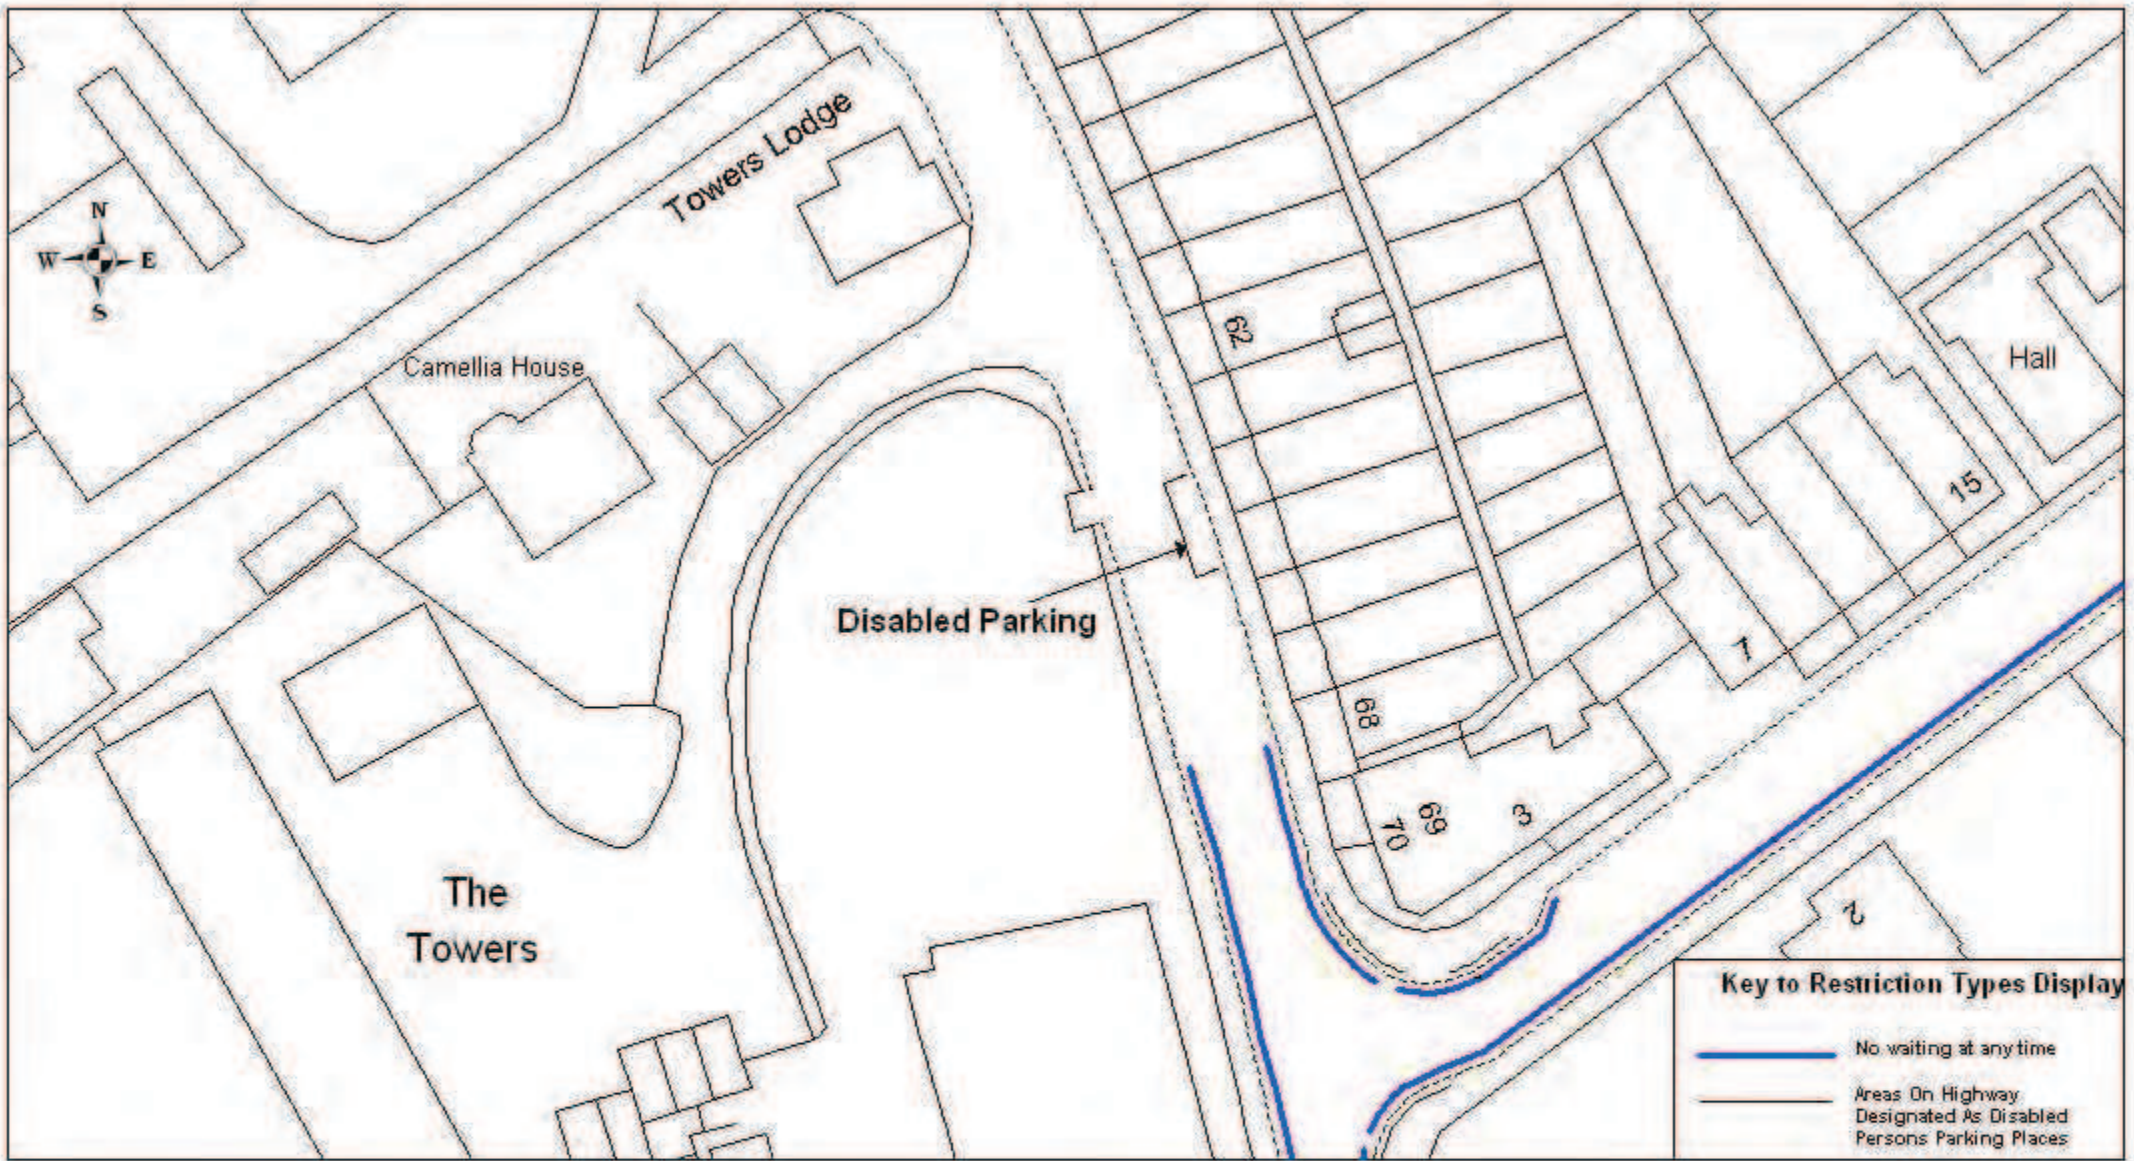 Towers Lodge
N
W E
S
62
Camellia House
Hall
15
Disabled Parking
7
68
70
69
3
The
Towers
2
Key to Restriction Types Display
No waiting at any time
Areas On Highway
Designated As Disabled
Persons Parking Places